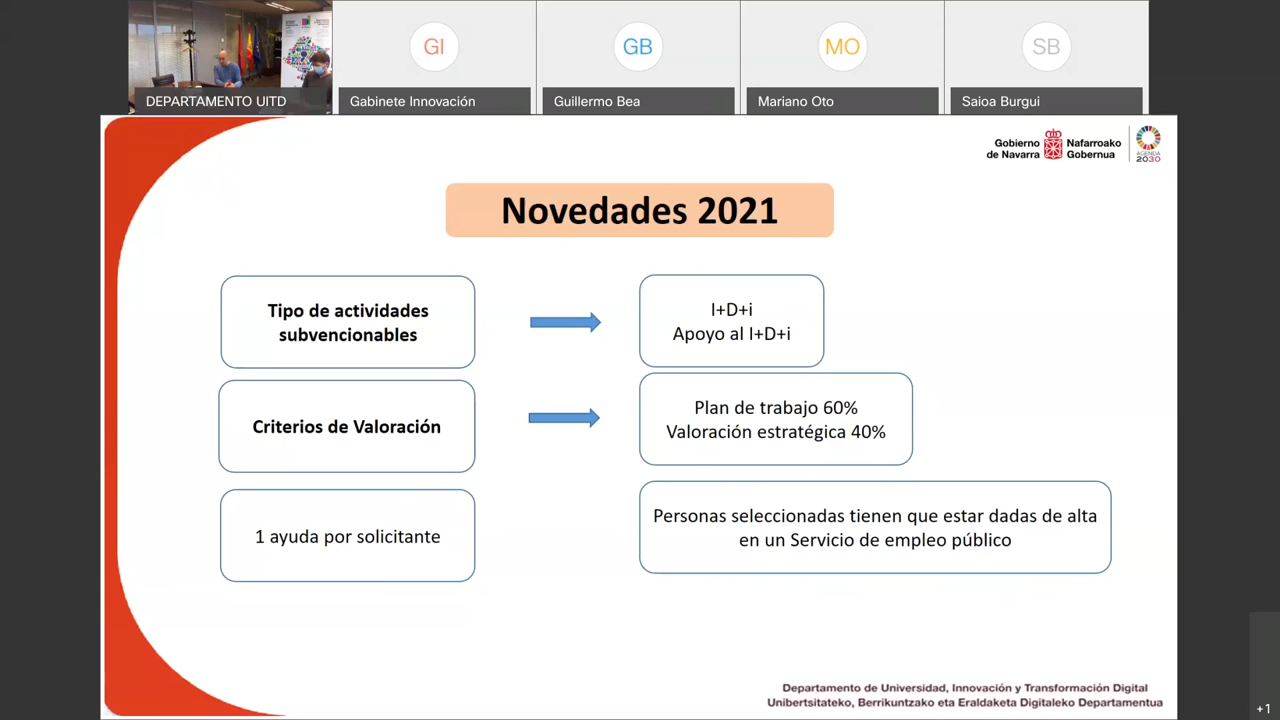 GI
GB
MO
SB
DEPARTAMENTO UITD
Gabinete Innovación
Guillermo Bea
Mariano Oto
Saioa Burgui
Gobierno
de Navarra
Nafarroako
Gobernua
AGENDA
2030
Novedades 2021
Tipo de actividades
subvencionables
I+D+i
Apoyo al I+D+i
Criterios de Valoración
Plan de trabajo 60%
Valoración estratégica 40%
1 ayuda por solicitante
Personas seleccionadas tienen que estar dadas de alta
en un Servicio de empleo público
Departamento de Universidad, Innovación y Transformación Digital
Unibertsitateko, Berrikuntzako eta Eraldaketa Digitaleko Departamentua
+1